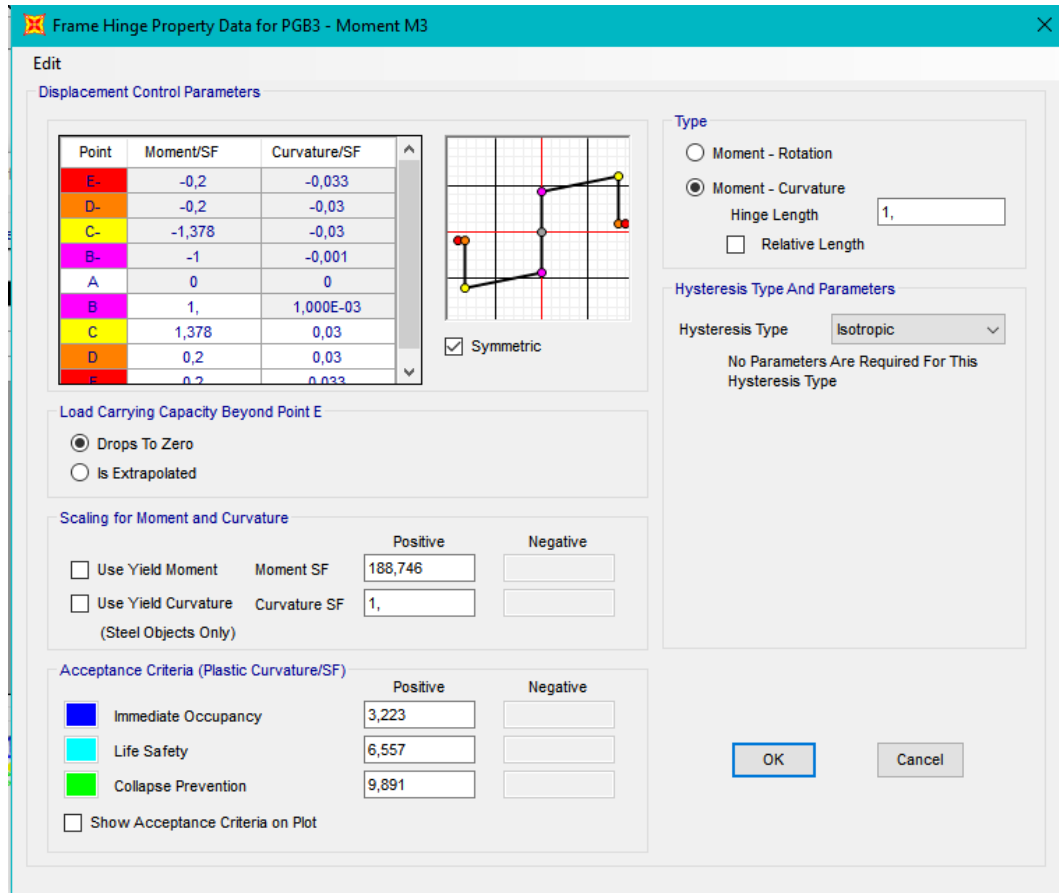 Frame Hinge Property Data for PGB3 - Moment M3
Edit
Displacement Control Parameters
Point Moment/SF Curvature/SF
E- -0,2 -0,033
D- -0,2 -0,03
C- -1,378 -0,03
B- -1 -0,001
A 0 0
B 1, 1,000E-03
C 1,378 0,03
D 0,2 0,03
E 0,2 0,033
Symmetric
Load Carrying Capacity Beyond Point E
Drops To Zero
Is Extrapolated
Scaling for Moment and Curvature
Positive Negative
Use Yield Moment Moment SF 188,746
Use Yield Curvature Curvature SF 1,
(Steel Objects Only)
Acceptance Criteria (Plastic Curvature/SF)
Positive Negative
Immediate Occupancy 3,223
Life Safety 6,557
Collapse Prevention 9,891
Show Acceptance Criteria on Plot
Type
Moment - Rotation
Moment - Curvature
Hinge Length 1,
Relative Length
Hysteresis Type And Parameters
Hysteresis Type Isotropic
No Parameters Are Required For This
Hysteresis Type
OK Cancel